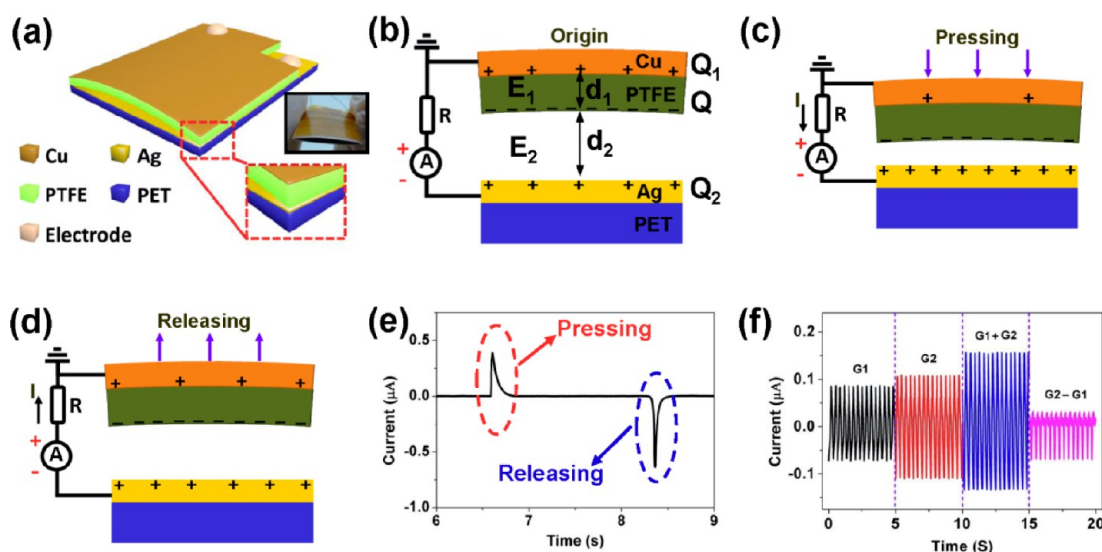 (a)
Cu
Ag
PTFE
PET
Electrode
(b)
Origin
Cu
Q₁
E₁
d₁
PTFE
Q
R
+
A
-
E₂
d₂
Ag
Q₂
PET
+ + + + +
- - - - - - - - - -
+ + + + +
(c)
Pressing
I
R
+
A
-
+ +
+ + + + + + + +
(d)
Releasing
I
R
+
A
-
+ + + +
+ + + + + +
(e)
Pressing
Releasing
Current (μA)
0.5
0.0
-0.5
-1.0
6 7 8 9
Time (s)
(f)
G1
G2
G1+G2
G2–G1
Current (μA)
0.2
0.1
0.0
-0.1
0 5 10 15 20
Time (S)